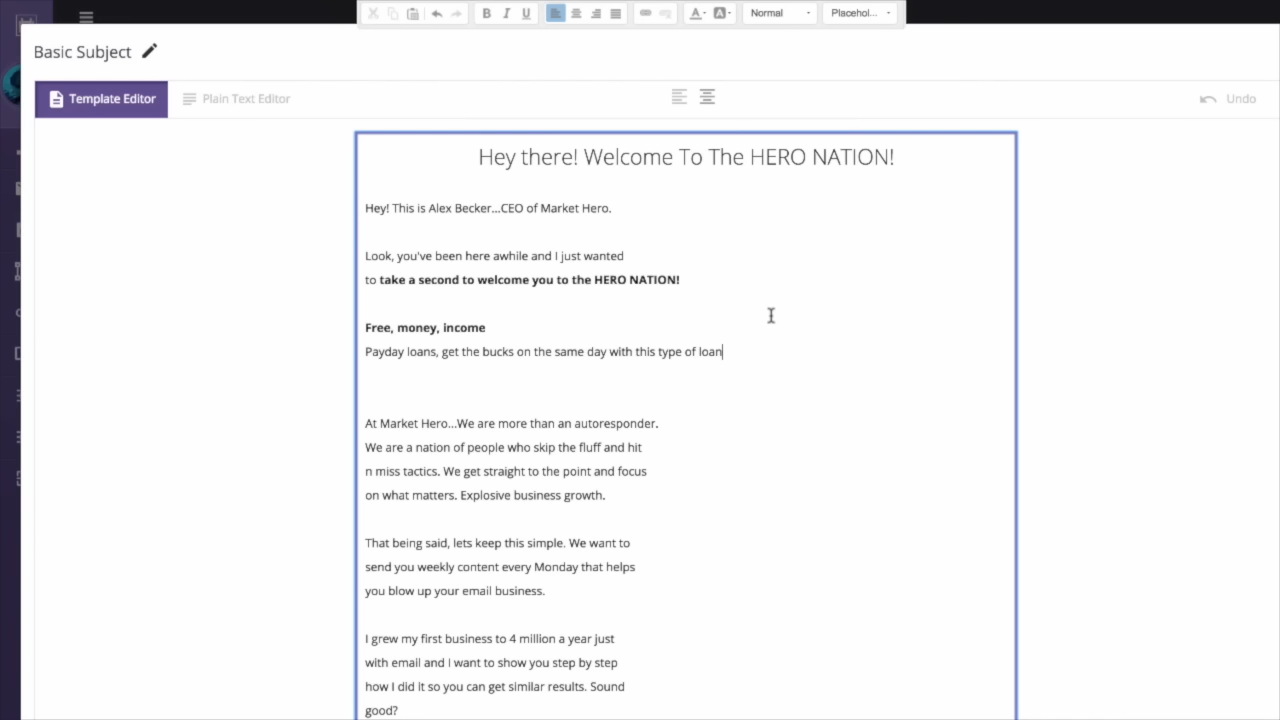 B I U A A Normal Placehol...
Basic Subject
Template Editor Plain Text Editor Undo
Hey there! Welcome To The HERO NATION!
Hey! This is Alex Becker...CEO of Market Hero.
Look, you've been here awhile and I just wanted
to take a second to welcome you to the HERO NATION!
Free, money, income
Payday loans, get the bucks on the same day with this type of loan
At Market Hero...We are more than an autoresponder.
We are a nation of people who skip the fluff and hit
n miss tactics. We get straight to the point and focus
on what matters. Explosive business growth.
That being said, lets keep this simple. We want to
send you weekly content every Monday that helps
you blow up your email business.
I grew my first business to 4 million a year just
with email and I want to show you step by step
how I did it so you can get similar results. Sound
good?